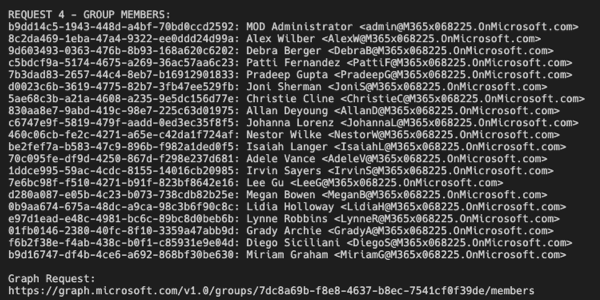 REQUEST 4 - GROUP MEMBERS:
b9dd14c5-1943-448d-a4bf-70bd0ccd2592: MOD Administrator <admin@M365x068225.OnMicrosoft.com>
8c2da469-1eba-47a4-9322-ee0ddd24d99a: Alex Wilber <AlexW@M365x068225.OnMicrosoft.com>
9d603493-0363-476b-8b93-168a620c6202: Debra Berger <DebraB@M365x068225.OnMicrosoft.com>
c5bdcf9a-5174-4675-a269-36ac57aa6c23: Patti Fernandez <PattiF@M365x068225.OnMicrosoft.com>
7b3dad83-2657-44c4-8eb7-b16912901833: Pradeep Gupta <PradeepG@M365x068225.OnMicrosoft.com>
d0023c6b-3619-4775-82b7-3fb47ee529fb: Joni Sherman <JoniS@M365x068225.OnMicrosoft.com>
5ae68c3b-a21a-4608-a235-9e5dc156d77e: Christie Cline <ChristieC@M365x068225.OnMicrosoft.com>
830aa8e7-9abd-419c-98e7-225c63d01975: Allan Deyoung <AllanD@M365x068225.OnMicrosoft.com>
c6747e9f-5819-479f-aadd-0ed3ec35f8f5: Johanna Lorenz <JohannaL@M365x068225.OnMicrosoft.com>
460c06cb-fe2c-4271-a65e-c42da1f724af: Nestor Wilke <NestorW@M365x068225.OnMicrosoft.com>
be2fef7a-b583-47c9-896b-f982a1ded0f5: Isaiah Langer <IsaiahL@M365x068225.OnMicrosoft.com>
70c095fe-df9d-4250-867d-f298e237d681: Adele Vance <AdeleV@M365x068225.OnMicrosoft.com>
1ddce995-59ac-4cdc-8155-14016cb20985: Irvin Sayers <IrvinS@M365x068225.OnMicrosoft.com>
7e6bc98f-f510-4271-b91f-823bf8642e16: Lee Gu <LeeG@M365x068225.OnMicrosoft.com>
d280a087-e05b-4c23-b073-738cdb82b25e: Megan Bowen <MeganB@M365x068225.OnMicrosoft.com>
0b9aa674-675a-48dc-a9ca-98c3b6f90c8c: Lidia Holloway <LidiaH@M365x068225.OnMicrosoft.com>
e97d1ead-e48c-4981-bc6c-89bc8d0beb6b: Lynne Robbins <LynneR@M365x068225.OnMicrosoft.com>
01fb0146-2380-40fc-8f10-3359a47abb9d: Grady Archie <GradyA@M365x068225.OnMicrosoft.com>
f6b2f38e-f4ab-438c-b0f1-c85931e9e04d: Diego Siciliani <DiegoS@M365x068225.OnMicrosoft.com>
b9d16747-df4b-4ce6-a692-868bf30be630: Miriam Graham <MiriamG@M365x068225.OnMicrosoft.com>
Graph Request:
https://graph.microsoft.com/v1.0/groups/7dc8a69b-f8e8-4637-b8ec-7541cf0f39de/members